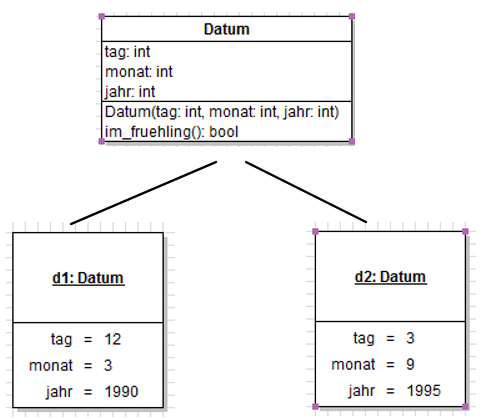 Datum
tag: int
monat: int
jahr: int
Datum(tag: int, monat: int, jahr: int)
im_fruehling(): bool
d1: Datum
tag = 12
monat = 3
jahr = 1990
d2: Datum
tag = 3
monat = 9
jahr = 1995